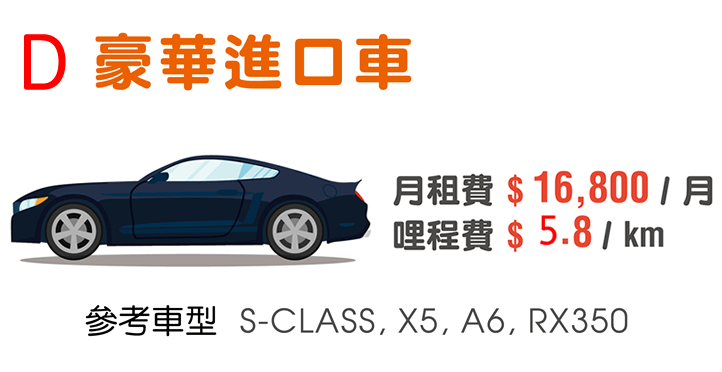 D 豪華進口車
月租費 $ 16,800 / 月
哩程費 $ 5.8 / km
參考車型 S-CLASS, X5, A6, RX350